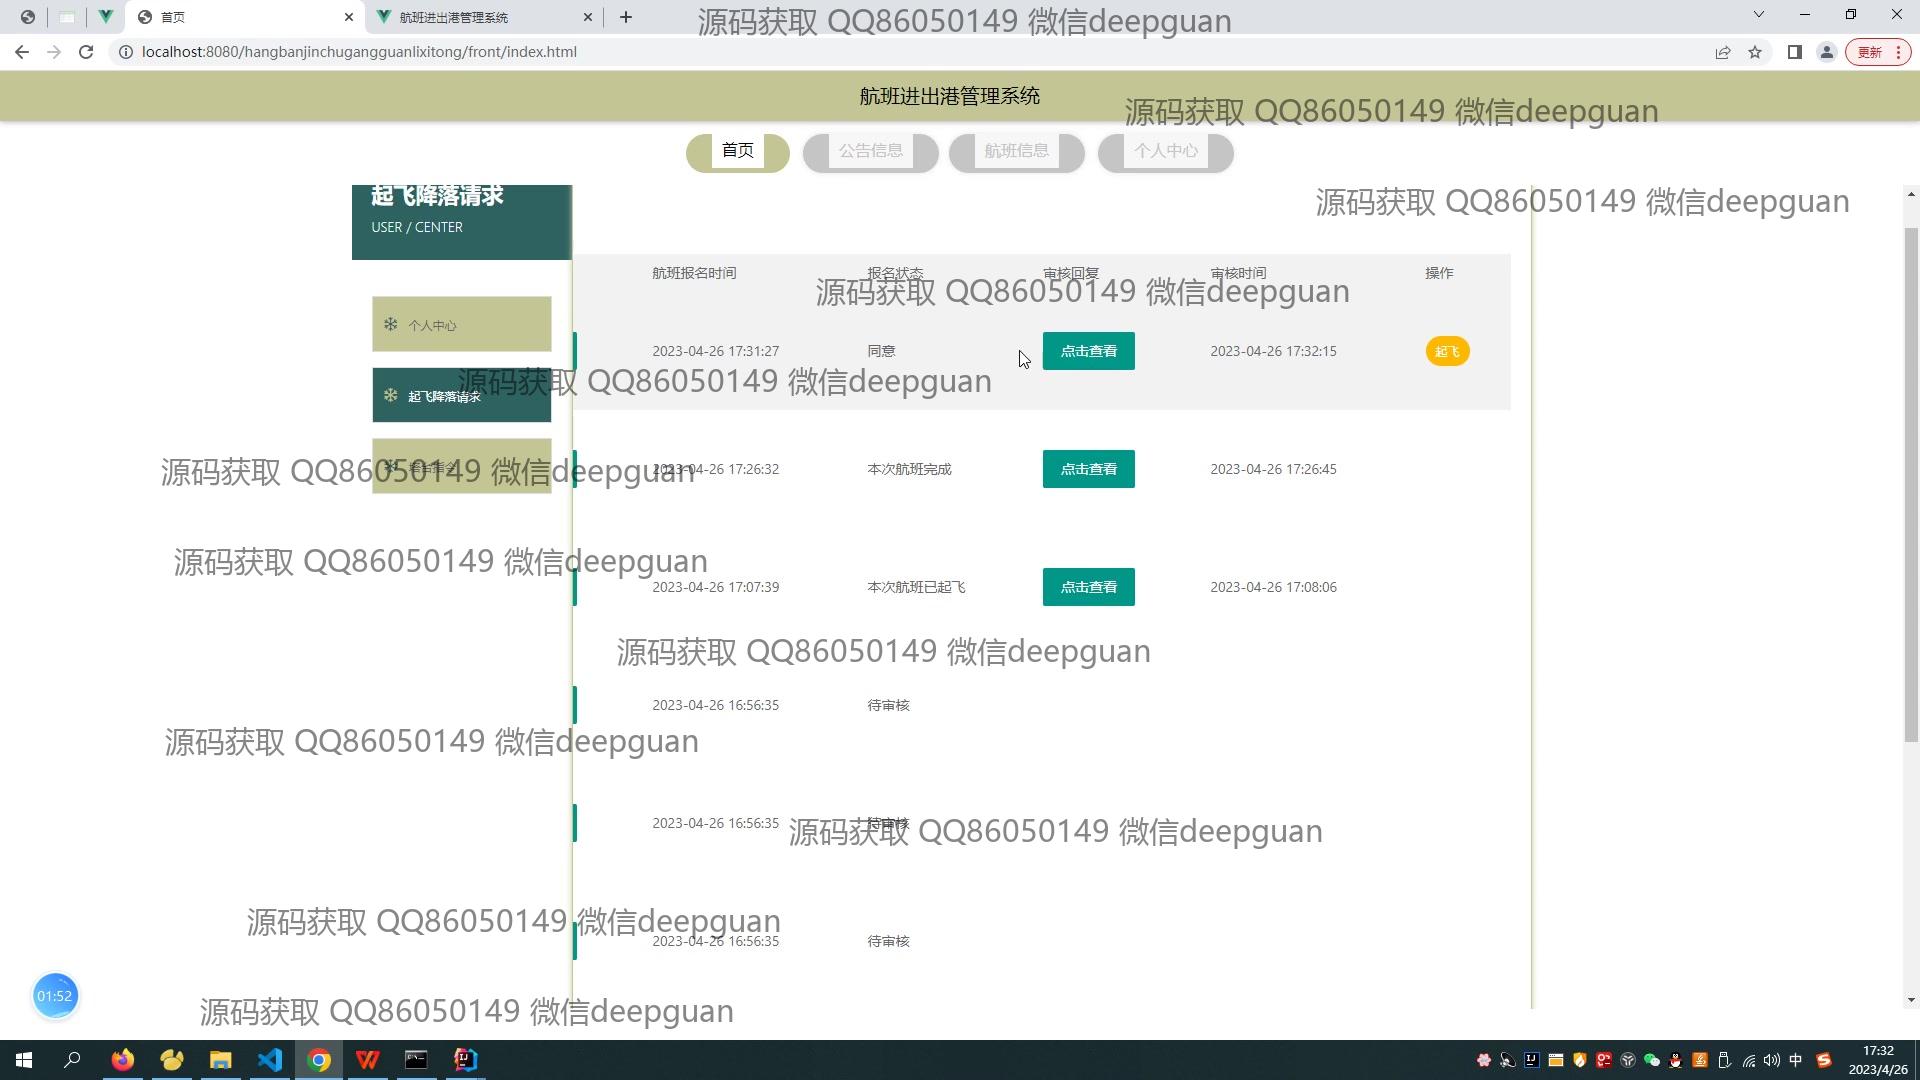 首页
航班进出港管理系统
源码获取 QQ86050149 微信deepguan
localhost:8080/hangbanjinchugangguanlixitong/front/index.html
更新
航班进出港管理系统
源码获取 QQ86050149 微信deepguan
首页
公告信息
航班信息
个人中心
起飞降落请求
USER / CENTER
源码获取 QQ86050149 微信deepguan
航班报名时间
报名状态
审核回复
审核时间
操作
源码获取 QQ86050149 微信deepguan
个人中心
2023-04-26 17:31:27
同意
点击查看
2023-04-26 17:32:15
起飞
起飞降落请求
源码获取 QQ86050149 微信deepguan
塔台指令
源码获取 QQ86050149 微信deepguan
2023-04-26 17:26:32
本次航班完成
点击查看
2023-04-26 17:26:45
源码获取 QQ86050149 微信deepguan
2023-04-26 17:07:39
本次航班已起飞
点击查看
2023-04-26 17:08:06
源码获取 QQ86050149 微信deepguan
2023-04-26 16:56:35
待审核
源码获取 QQ86050149 微信deepguan
2023-04-26 16:56:35
待审核
源码获取 QQ86050149 微信deepguan
源码获取 QQ86050149 微信deepguan
2023-04-26 16:56:35
待审核
01:52
源码获取 QQ86050149 微信deepguan
中
17:32
2023/4/26